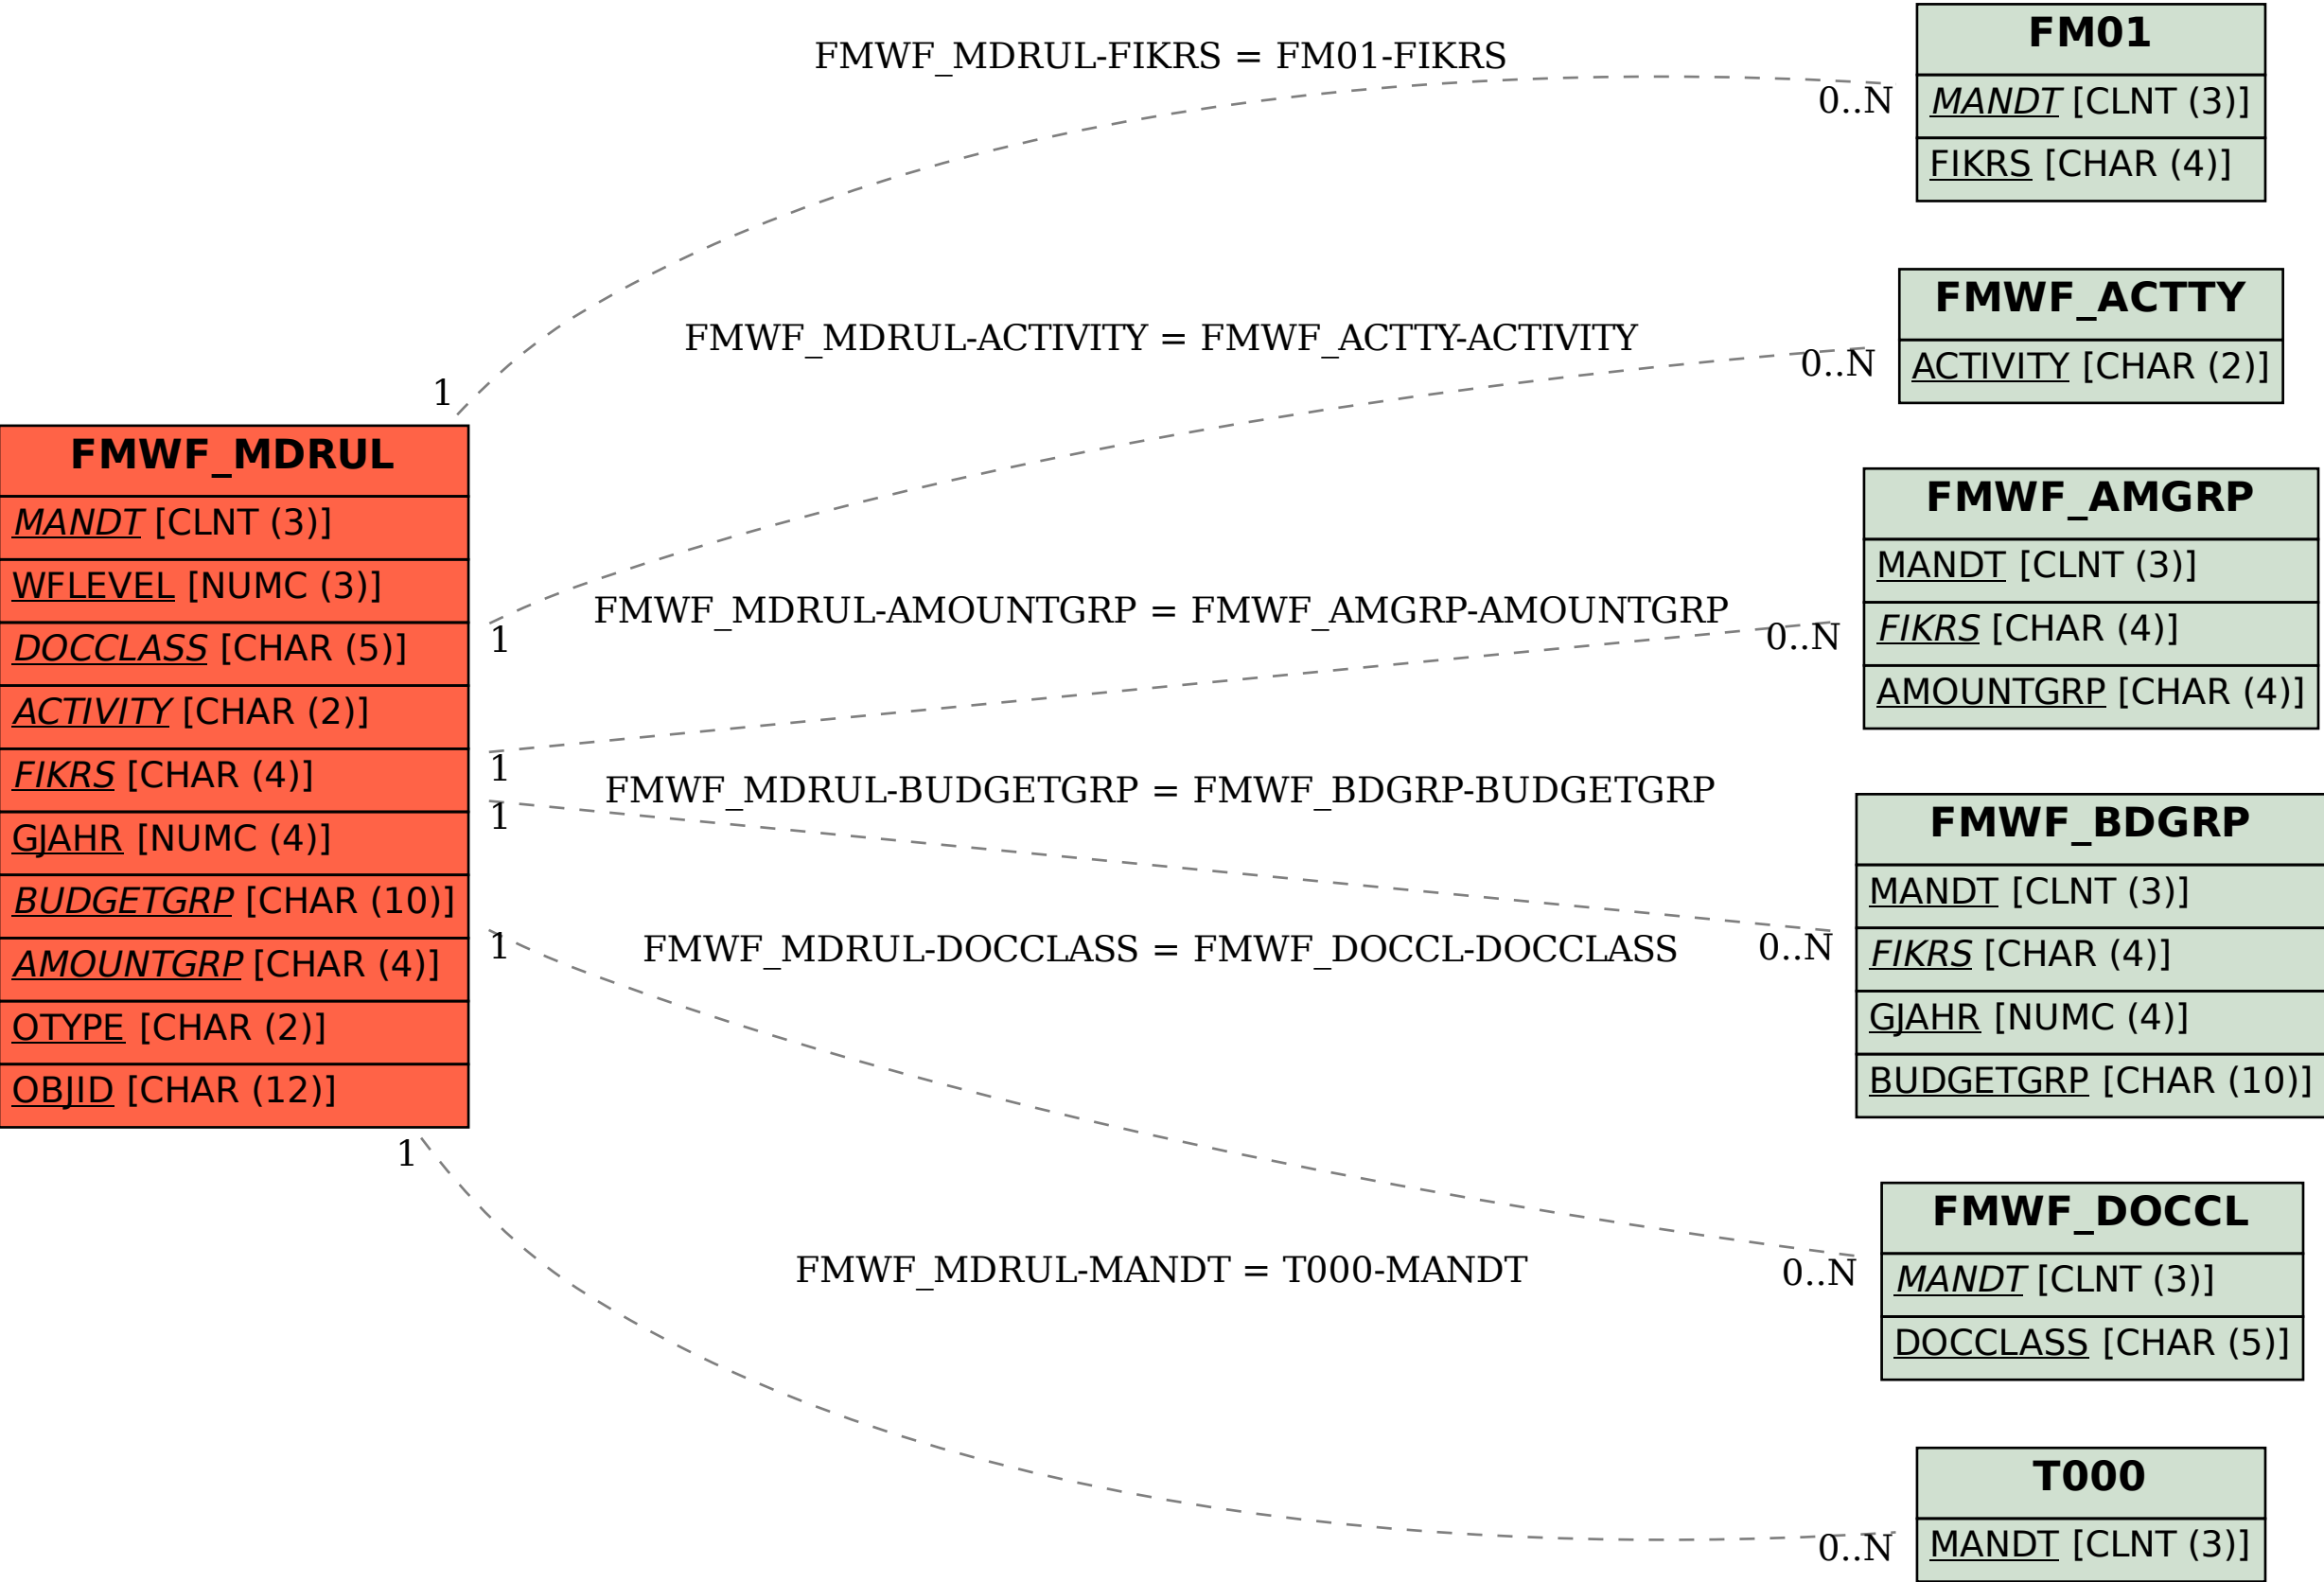 FM01
MANDT [CLNT (3)]
FIKRS [CHAR (4)]
FMWF_MDRUL-FIKRS = FM01-FIKRS
0..N
1
FMWF_ACTTY
ACTIVITY [CHAR (2)]
FMWF_MDRUL-ACTIVITY = FMWF_ACTTY-ACTIVITY
0..N
1
FMWF_MDRUL
MANDT [CLNT (3)]
WFLEVEL [NUMC (3)]
DOCCLASS [CHAR (5)]
ACTIVITY [CHAR (2)]
FIKRS [CHAR (4)]
GJAHR [NUMC (4)]
BUDGETGRP [CHAR (10)]
AMOUNTGRP [CHAR (4)]
OTYPE [CHAR (2)]
OBJID [CHAR (12)]
FMWF_AMGRP
MANDT [CLNT (3)]
FIKRS [CHAR (4)]
AMOUNTGRP [CHAR (4)]
FMWF_MDRUL-AMOUNTGRP = FMWF_AMGRP-AMOUNTGRP
0..N
1
FMWF_MDRUL-BUDGETGRP = FMWF_BDGRP-BUDGETGRP
0..N
1
FMWF_BDGRP
MANDT [CLNT (3)]
FIKRS [CHAR (4)]
GJAHR [NUMC (4)]
BUDGETGRP [CHAR (10)]
FMWF_MDRUL-DOCCLASS = FMWF_DOCCL-DOCCLASS
0..N
1
FMWF_DOCCL
MANDT [CLNT (3)]
DOCCLASS [CHAR (5)]
FMWF_MDRUL-MANDT = T000-MANDT
0..N
1
T000
MANDT [CLNT (3)]